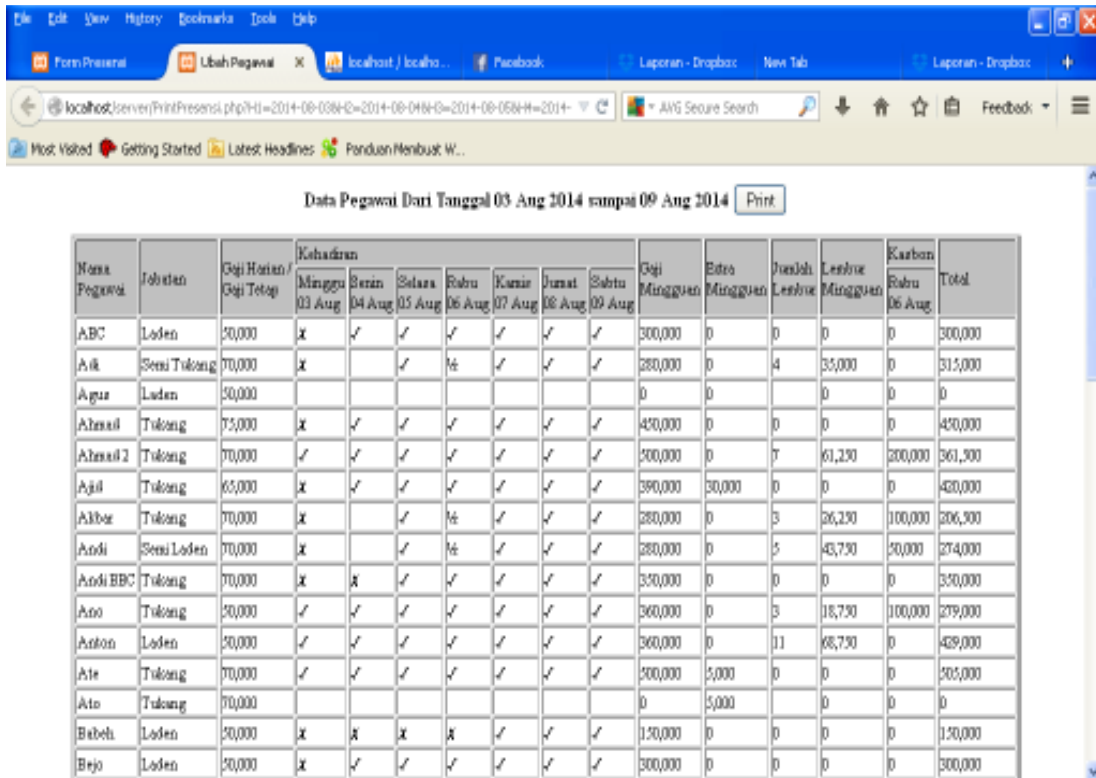 File Edit View History Bookmarks Tools Help
Form Presensi Ubah Pegawai × localhost / localho... Facebook Laporan - Dropbox New Tab Laporan - Dropbox +
localhost/server/PrintPresensi.php?H1=2014-08-03&H2=2014-08-04&H3=2014-08-05&H4=2014- AVG Secure Search Feedback
Most Visited Getting Started Latest Headlines Panduan Membuat W...
Data Pegawai Dari Tanggal 03 Aug 2014 sampai 09 Aug 2014 Print
Nama Pegawai Jabatan Gaji Harian / Gaji Tetap Kehadiran Gaji Mingguan Extra Mingguan Jumlah Lembur Lembur Mingguan Kasbon Total
Minggu 03 Aug Senin 04 Aug Selasa 05 Aug Rabu 06 Aug Kamis 07 Aug Jumat 08 Aug Sabtu 09 Aug Rabu 06 Aug
ABC Laden 50,000 x ✓ ✓ ✓ ✓ ✓ ✓ 300,000 0 0 0 0 300,000
Semi Tukang 70,000 x ✓ ½ ✓ ✓ ✓ 280,000 0 4 35,000 0 315,000
Agus Laden 50,000 0 0 0 0 0 0
Ahmad Tukang 75,000 x ✓ ✓ ✓ ✓ ✓ ✓ 450,000 0 0 0 0 450,000
Ahmad 2 Tukang 70,000 ✓ ✓ ✓ ✓ ✓ ✓ ✓ 500,000 0 7 61,250 200,000 361,500
Tukang 65,000 x ✓ ✓ ✓ ✓ ✓ ✓ 390,000 30,000 0 0 0 420,000
Akbar Tukang 70,000 x ✓ ½ ✓ ✓ ✓ 280,000 0 3 26,250 100,000 206,500
Andi Semi Laden 70,000 x ✓ ½ ✓ ✓ ✓ 280,000 0 5 43,750 50,000 274,000
Andi BBC Tukang 70,000 x x ✓ ✓ ✓ ✓ ✓ 350,000 0 0 0 0 350,000
Ano Tukang 50,000 ✓ ✓ ✓ ✓ ✓ ✓ ✓ 360,000 0 3 18,750 100,000 279,000
Anton Laden 50,000 ✓ ✓ ✓ ✓ ✓ ✓ ✓ 360,000 0 11 68,750 0 429,000
Ate Tukang 70,000 ✓ ✓ ✓ ✓ ✓ ✓ ✓ 500,000 5,000 0 0 0 505,000
Ato Tukang 70,000 0 5,000 0 0 0 0
Babeh Laden 50,000 x x x x ✓ ✓ ✓ 150,000 0 0 0 0 150,000
Bejo Laden 50,000 x ✓ ✓ ✓ ✓ ✓ ✓ 300,000 0 0 0 0 300,000